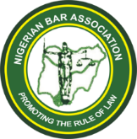 NIGERIAN BAR ASSOCIATION
PROMOTING THE RULE OF LAW